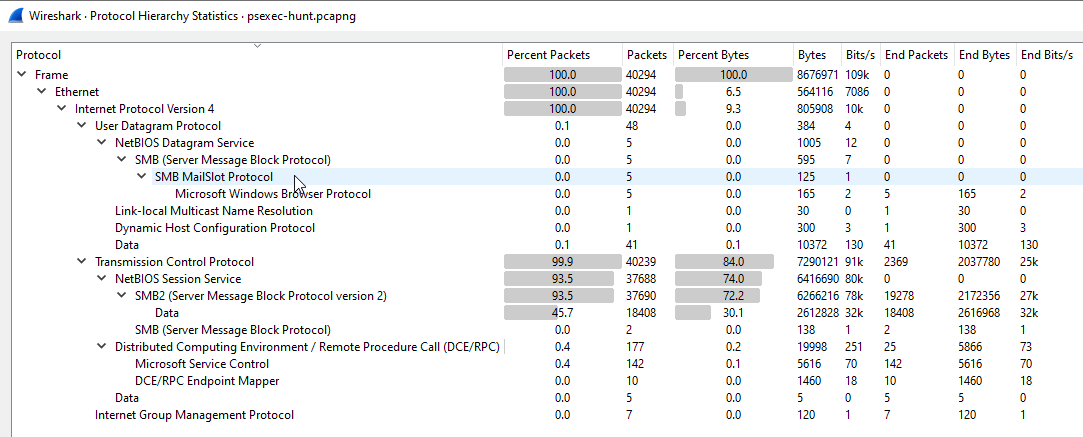 Wireshark · Protocol Hierarchy Statistics · psexec-hunt.pcapng
Protocol Percent Packets Packets Percent Bytes Bytes Bits/s End Packets End Bytes End Bits/s
Frame 100.0 40294 100.0 8676971 109k 0 0 0
Ethernet 100.0 40294 6.5 564116 7086 0 0 0
Internet Protocol Version 4 100.0 40294 9.3 805908 10k 0 0 0
User Datagram Protocol 0.1 48 0.0 384 4 0 0 0
NetBIOS Datagram Service 0.0 5 0.0 1005 12 0 0 0
SMB (Server Message Block Protocol) 0.0 5 0.0 595 7 0 0 0
SMB MailSlot Protocol 0.0 5 0.0 125 1 0 0 0
Microsoft Windows Browser Protocol 0.0 5 0.0 165 2 5 165 2
Link-local Multicast Name Resolution 0.0 1 0.0 30 0 1 30 0
Dynamic Host Configuration Protocol 0.0 1 0.0 300 3 1 300 3
Data 0.1 41 0.1 10372 130 41 10372 130
Transmission Control Protocol 99.9 40239 84.0 7290121 91k 2369 2037780 25k
NetBIOS Session Service 93.5 37688 74.0 6416690 80k 0 0 0
SMB2 (Server Message Block Protocol version 2) 93.5 37690 72.2 6266216 78k 19278 2172356 27k
Data 45.7 18408 30.1 2612828 32k 18408 2616968 32k
SMB (Server Message Block Protocol) 0.0 2 0.0 138 1 2 138 1
Distributed Computing Environment / Remote Procedure Call (DCE/RPC) 0.4 177 0.2 19998 251 25 5866 73
Microsoft Service Control 0.4 142 0.1 5616 70 142 5616 70
DCE/RPC Endpoint Mapper 0.0 10 0.0 1460 18 10 1460 18
Data 0.0 5 0.0 5 0 5 5 0
Internet Group Management Protocol 0.0 7 0.0 120 1 7 120 1